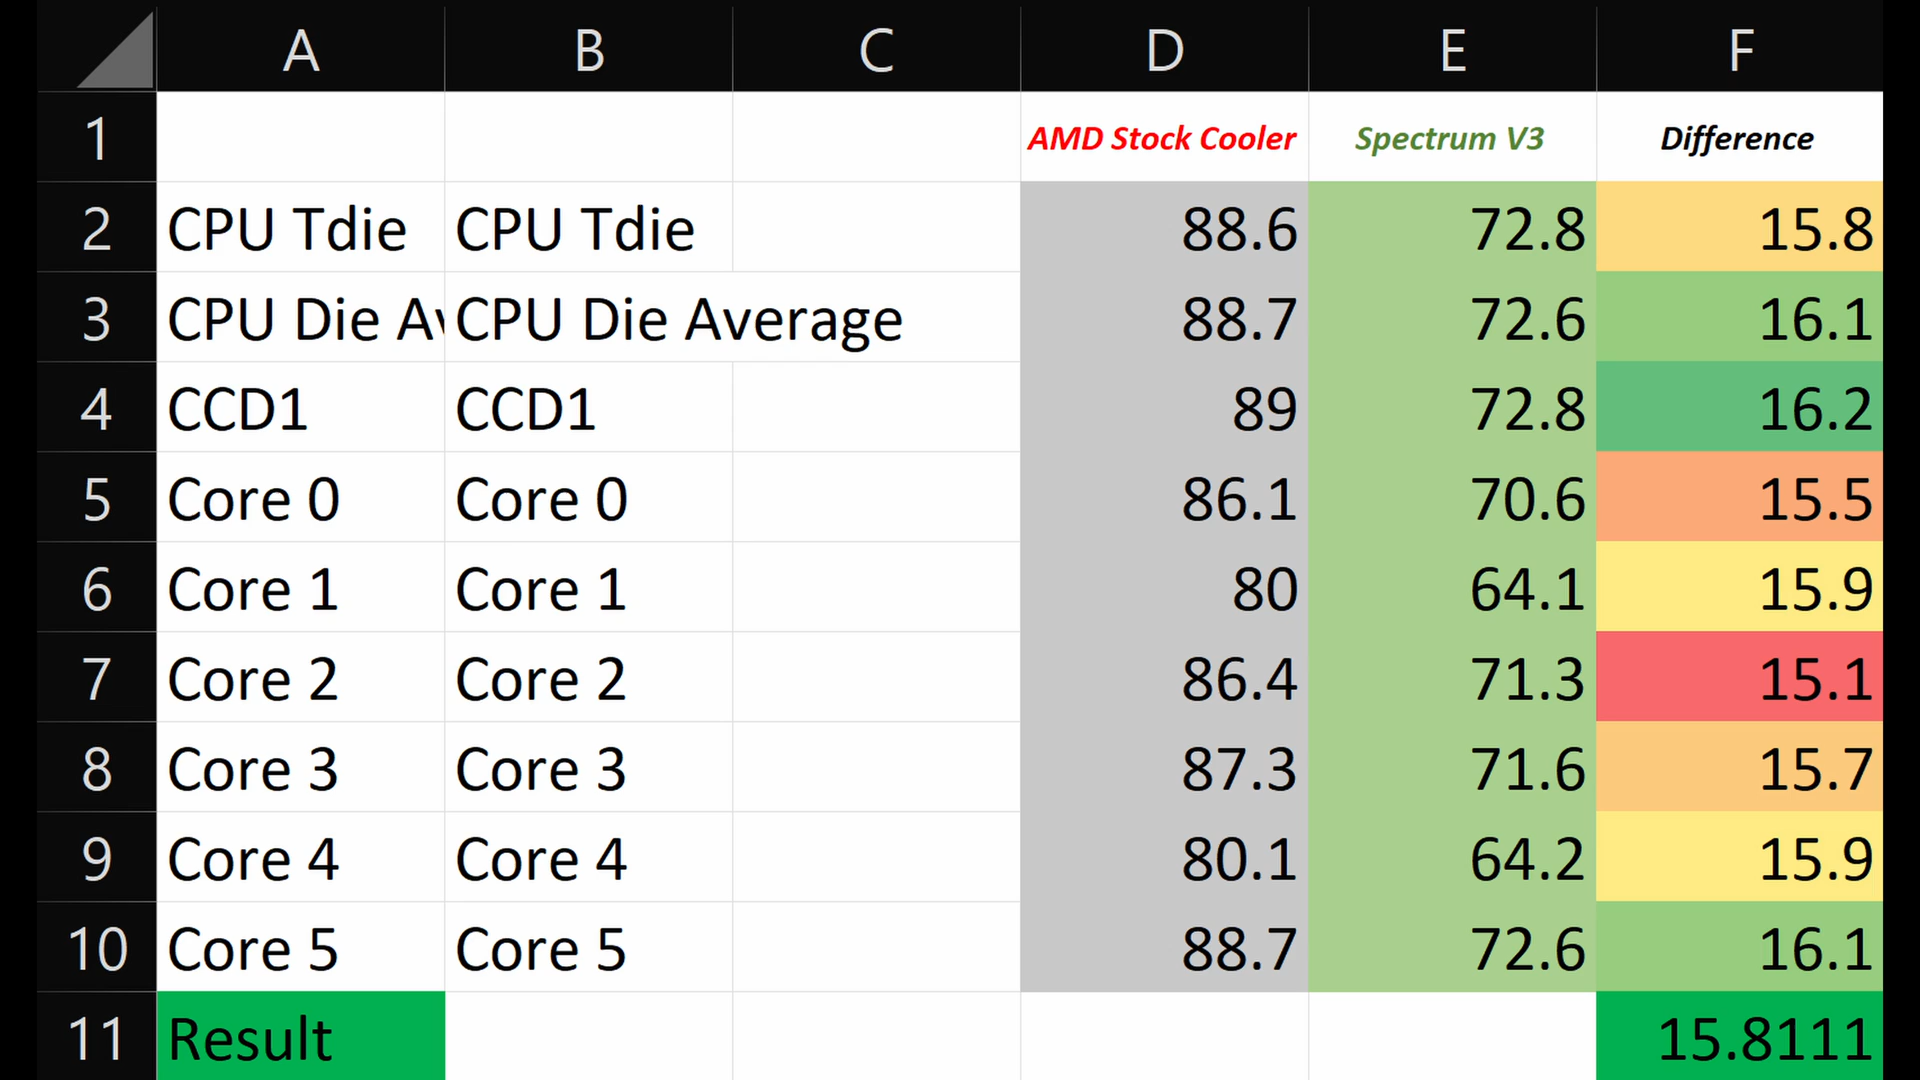 A B C D E F
1 AMD Stock Cooler Spectrum V3 Difference
2 CPU Tdie CPU Tdie 88.6 72.8 15.8
3 CPU Die Av CPU Die Average 88.7 72.6 16.1
4 CCD1 CCD1 89 72.8 16.2
5 Core 0 Core 0 86.1 70.6 15.5
6 Core 1 Core 1 80 64.1 15.9
7 Core 2 Core 2 86.4 71.3 15.1
8 Core 3 Core 3 87.3 71.6 15.7
9 Core 4 Core 4 80.1 64.2 15.9
10 Core 5 Core 5 88.7 72.6 16.1
11 Result 15.8111